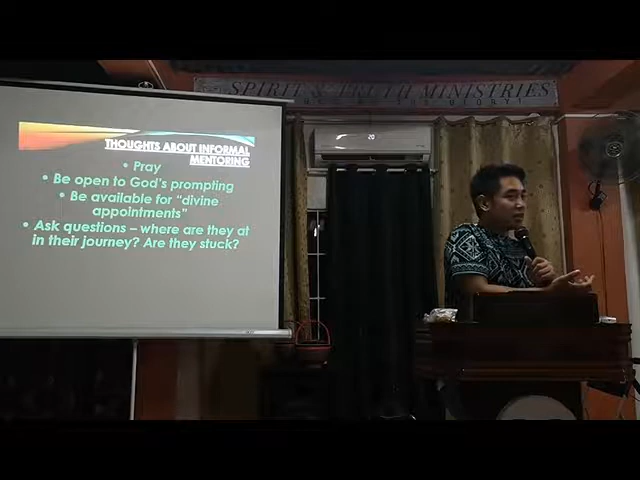 SPIRIT & TRUTH MINISTRIES
THOUGHTS ABOUT INFORMAL
MENTORING
• Pray
• Be open to God's prompting
• Be available for "divine
appointments"
• Ask questions – where are they at
in their journey? Are they stuck?
20